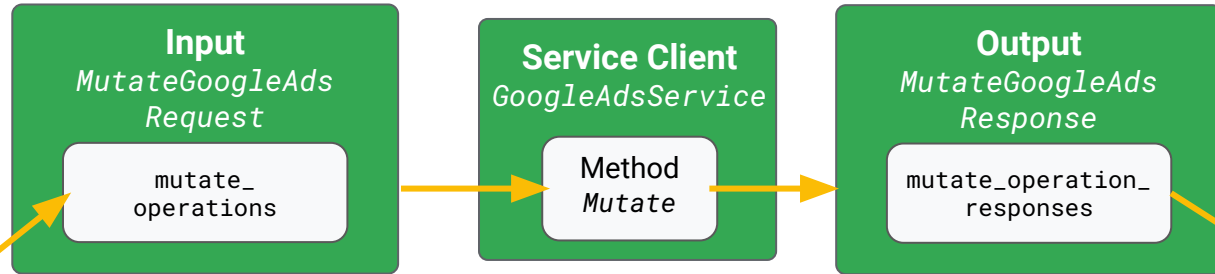 Input
MutateGoogleAds
Request
mutate_
operations
Service Client
GoogleAdsService
Method
Mutate
Output
MutateGoogleAds
Response
mutate_operation_
responses